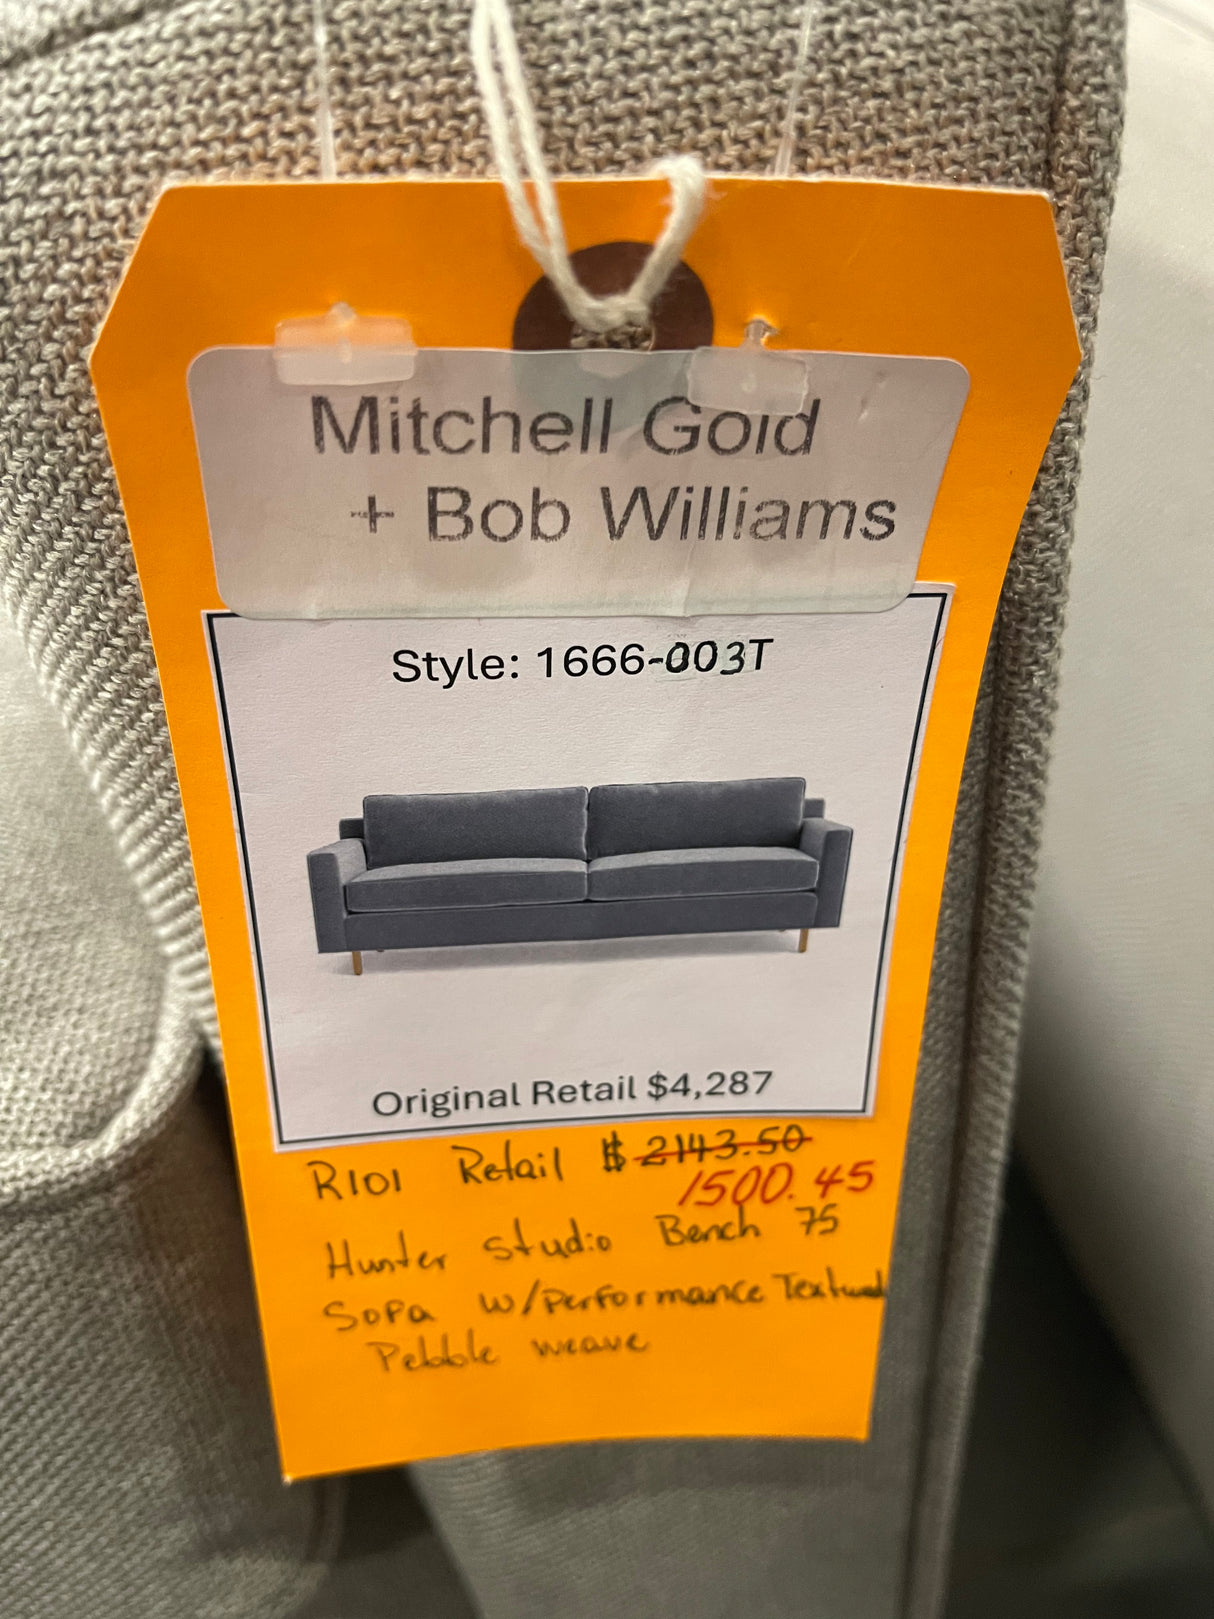 Mitchell Gold
+ Bob Williams
Style: 1666-003T
Original Retail $4,287
R101 Retail $ 2143.50
1500.45
Hunter Studio Bench 75
Sofa w/performance Textured
Pebble weave